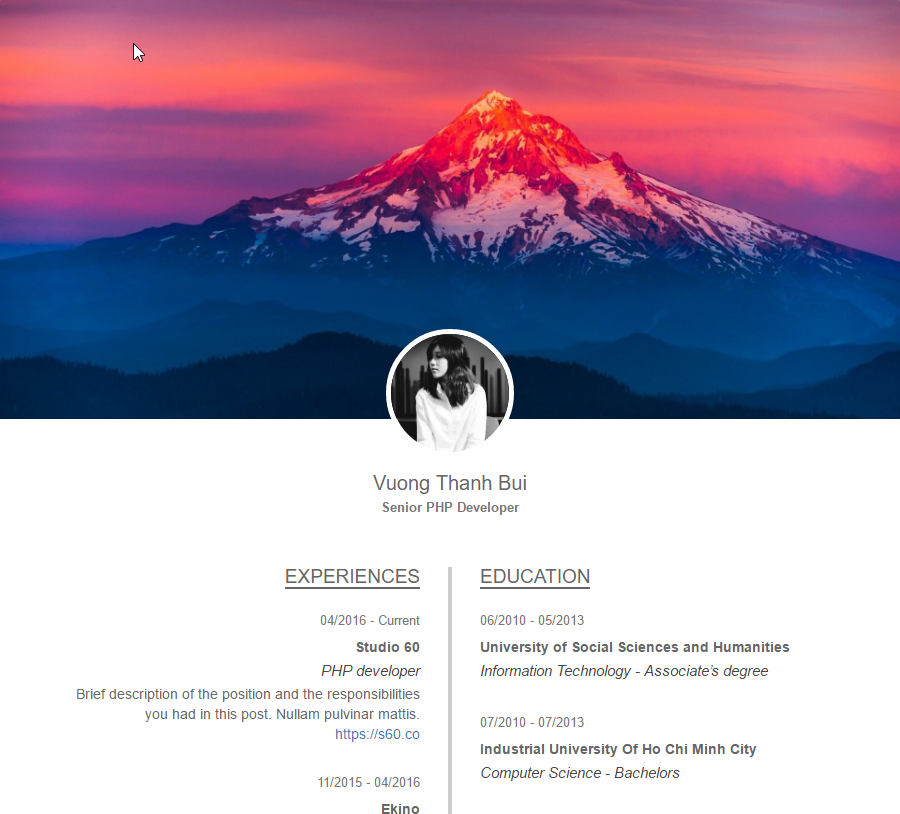 Vuong Thanh Bui
Senior PHP Developer
EXPERIENCES
04/2016 - Current
Studio 60
PHP developer
Brief description of the position and the responsibilities
you had in this post. Nullam pulvinar mattis.
https://s60.co
11/2015 - 04/2016
Ekino
EDUCATION
06/2010 - 05/2013
University of Social Sciences and Humanities
Information Technology - Associate’s degree
07/2010 - 07/2013
Industrial University Of Ho Chi Minh City
Computer Science - Bachelors